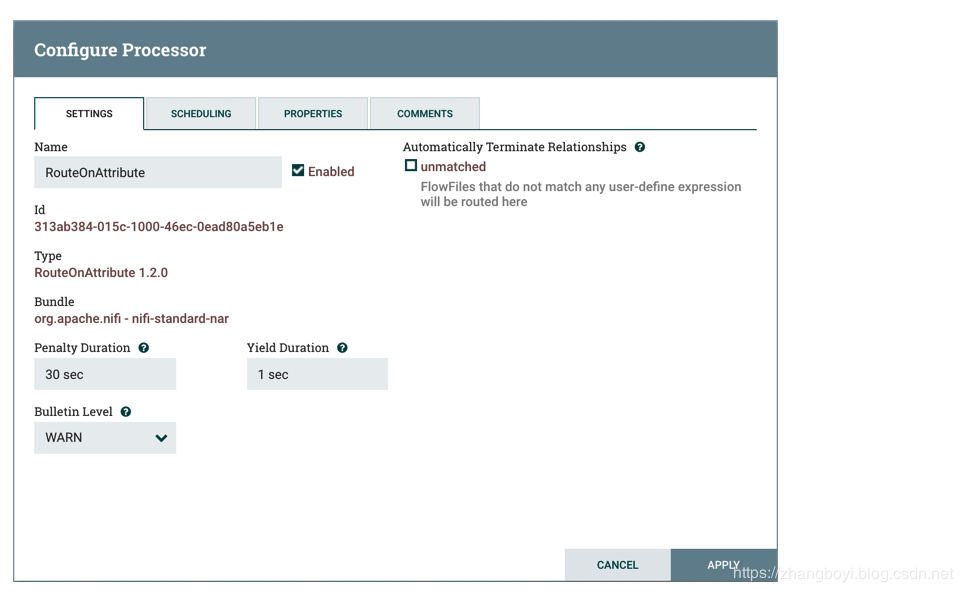 Configure Processor
SETTINGS
SCHEDULING
PROPERTIES
COMMENTS
Name
RouteOnAttribute
Enabled
Id
313ab384-015c-1000-46ec-0ead80a5eb1e
Type
RouteOnAttribute 1.2.0
Bundle
org.apache.nifi - nifi-standard-nar
Penalty Duration ?
Yield Duration ?
30 sec
1 sec
Bulletin Level ?
WARN
Automatically Terminate Relationships ?
unmatched
FlowFiles that do not match any user-define expression
will be routed here
CANCEL
APPLY
https://zhangboyi.blog.csdn.net